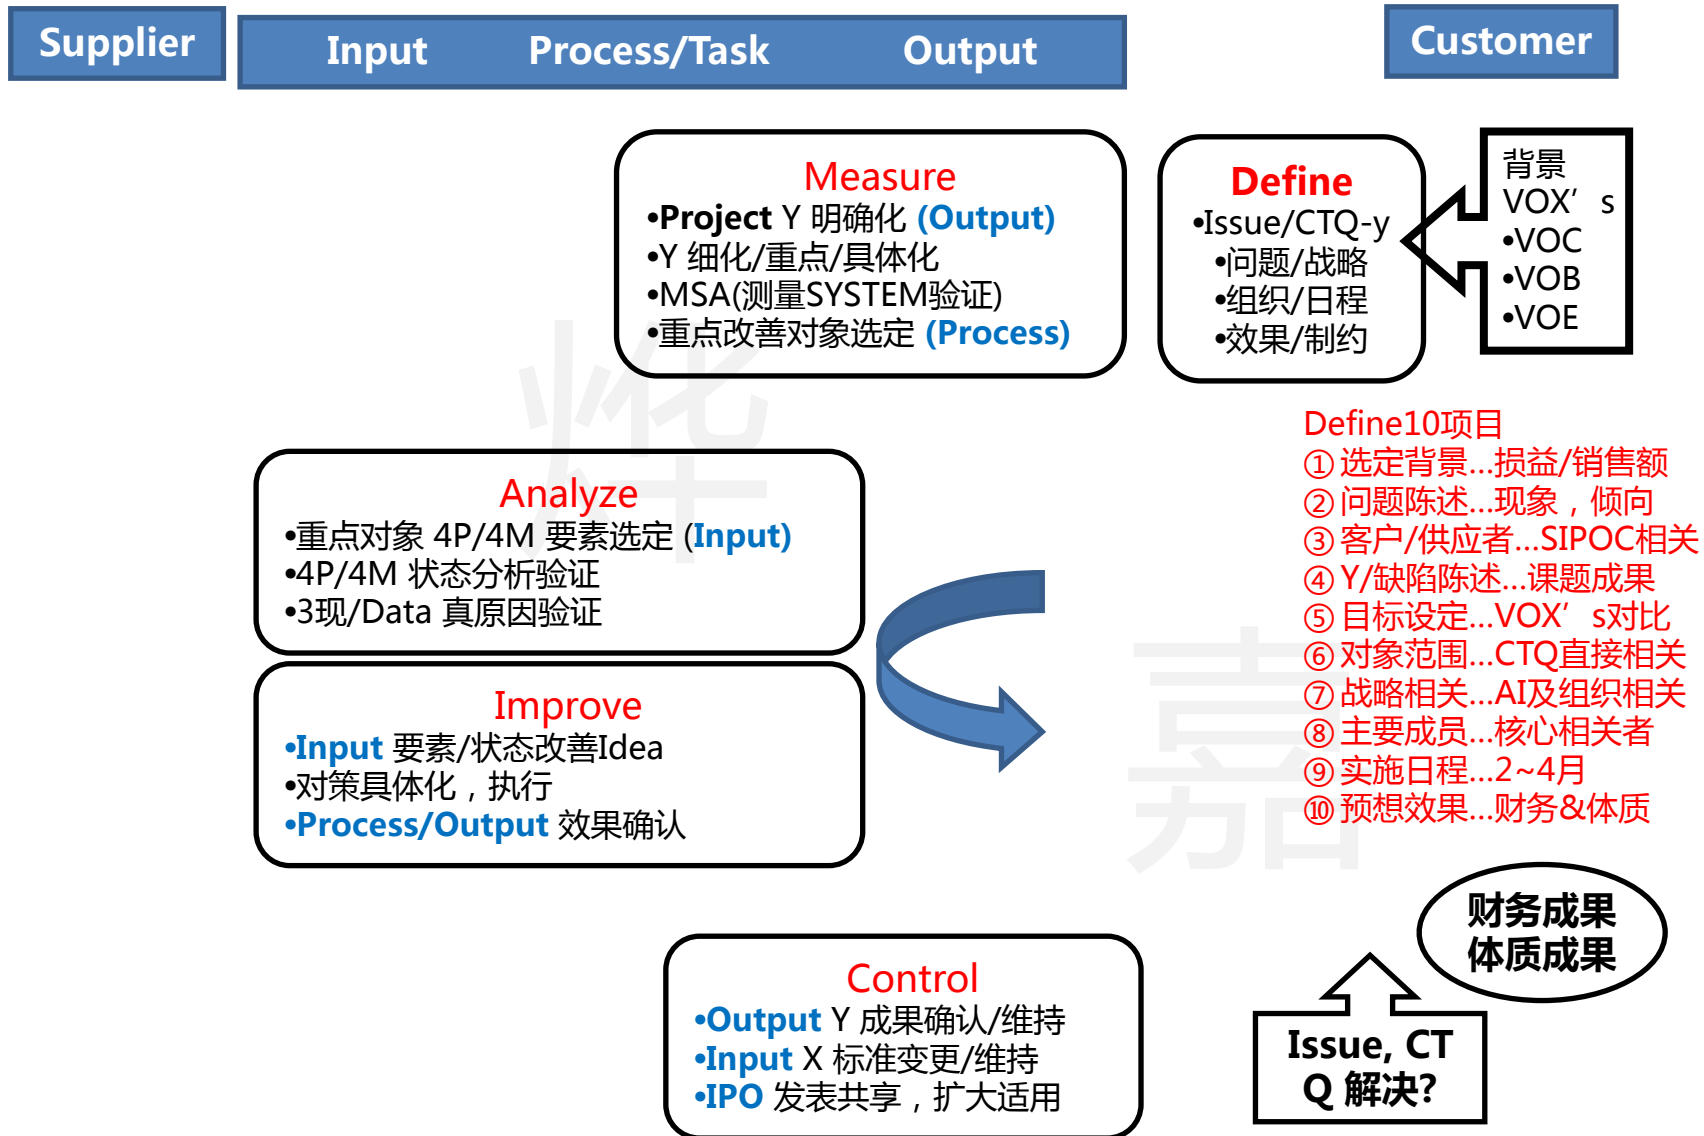 Supplier
Input Process/Task Output
Customer
Measure
•Project Y 明确化 (Output)
•Y 细化/重点/具体化
•MSA(测量SYSTEM验证)
•重点改善对象选定 (Process)
Define
•Issue/CTQ-y
•问题/战略
•组织/日程
•效果/制约
背景
VOX’s
•VOC
•VOB
•VOE
Define10项目
① 选定背景…损益/销售额
② 问题陈述…现象，倾向
③ 客户/供应者…SIPOC相关
④ Y/缺陷陈述…课题成果
⑤ 目标设定…VOX’s对比
⑥ 对象范围…CTQ直接相关
⑦ 战略相关…AI及组织相关
⑧ 主要成员…核心相关者
⑨ 实施日程…2~4月
⑩ 预想效果…财务&体质
Analyze
•重点对象 4P/4M 要素选定 (Input)
•4P/4M 状态分析验证
•3现/Data 真原因验证
Improve
•Input 要素/状态改善Idea
•对策具体化，执行
•Process/Output 效果确认
Control
•Output Y 成果确认/维持
•Input X 标准变更/维持
•IPO 发表共享，扩大适用
财务成果
体质成果
Issue, CT
Q 解决?
烨
嘉